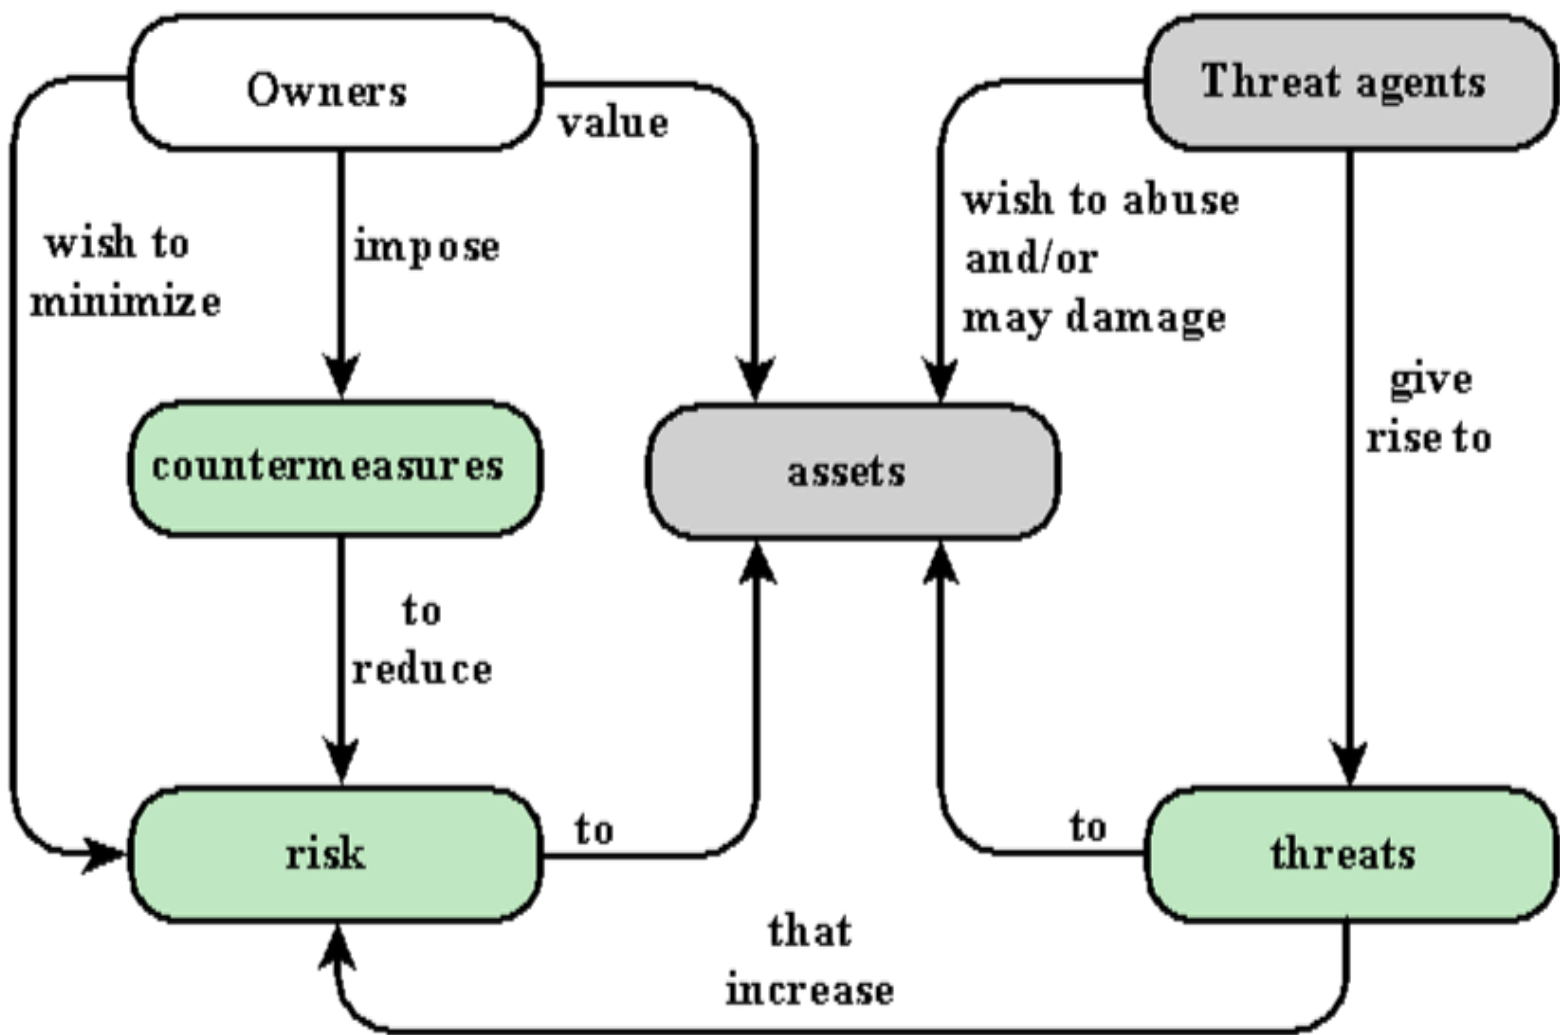 Owners
Threat agents
value
wish to abuse
and/or
may damage
wish to
minimize
impose
give
rise to
countermeasures
assets
to
reduce
risk
to
to
threats
that
increase